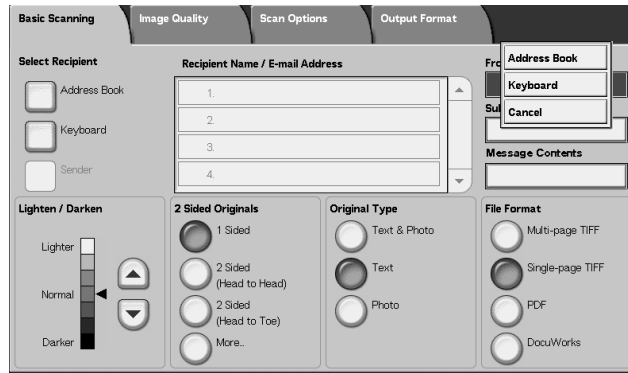 Basic Scanning
Image Quality
Scan Options
Output Format
Select Recipient
Address Book
Keyboard
Sender
Recipient Name / E-mail Address
1.
2.
3.
4.
Address Book
Keyboard
Cancel
Message Contents
Lighten / Darken
Lighter
Normal
Darker
2 Sided Originals
1 Sided
2 Sided
(Head to Head)
2 Sided
(Head to Toe)
More...
Original Type
Text & Photo
Text
Photo
File Format
Multi-page TIFF
Single-page TIFF
PDF
DocuWorks